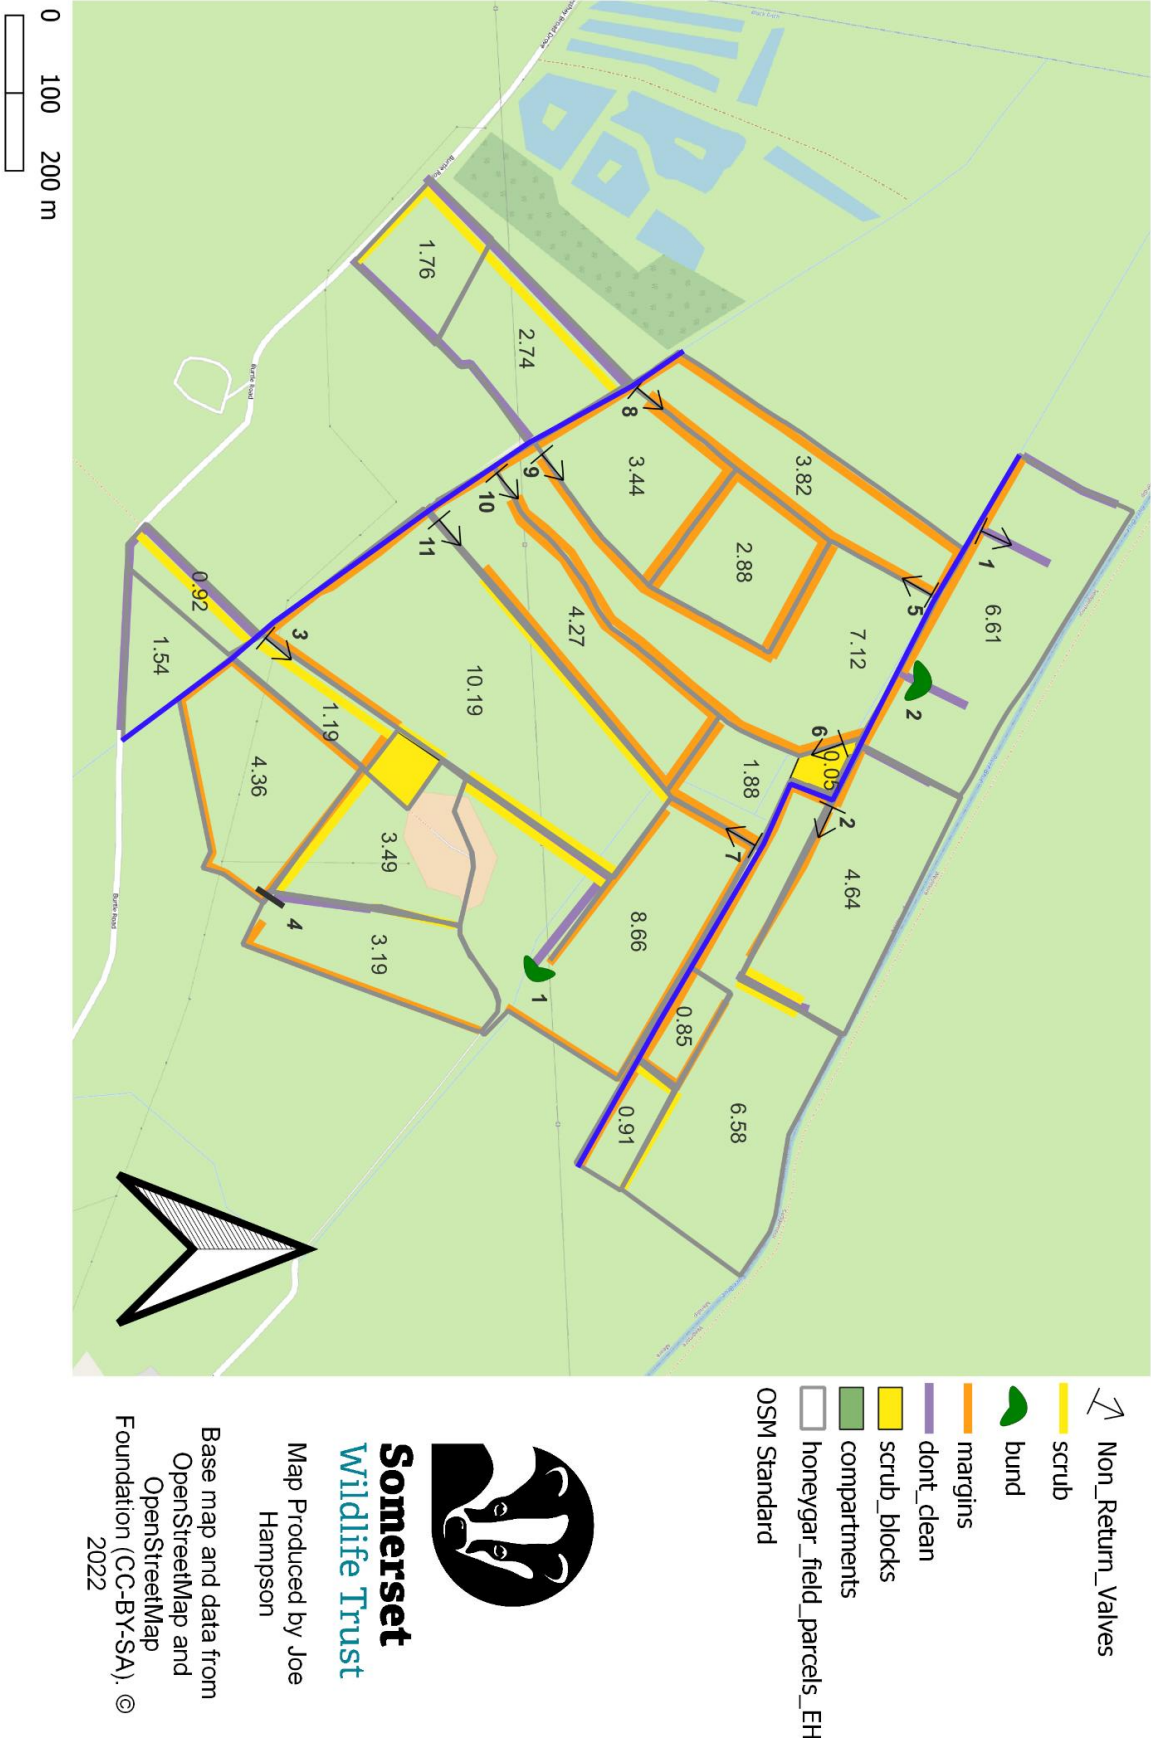 0 100 200 m
Burtle Road
Burtle Road
1.76
2.74
3.82
3.44
2.88
7.12
6.61
4.27
10.19
0.92
1.54
1.19
4.36
3.49
3.19
1.88
0.05
4.64
8.66
0.85
0.91
6.58
1
2
3
4
5
6
7
8
9
10
11
2
1
Non_Return_Valves
scrub
bund
margins
dont_clean
scrub_blocks
compartments
honeygar_field_parcels_EH
OSM Standard
Somerset
Wildlife Trust
Map Produced by Joe
Hampson
Base map and data from
OpenStreetMap and
OpenStreetMap
Foundation (CC-BY-SA). ©
2022